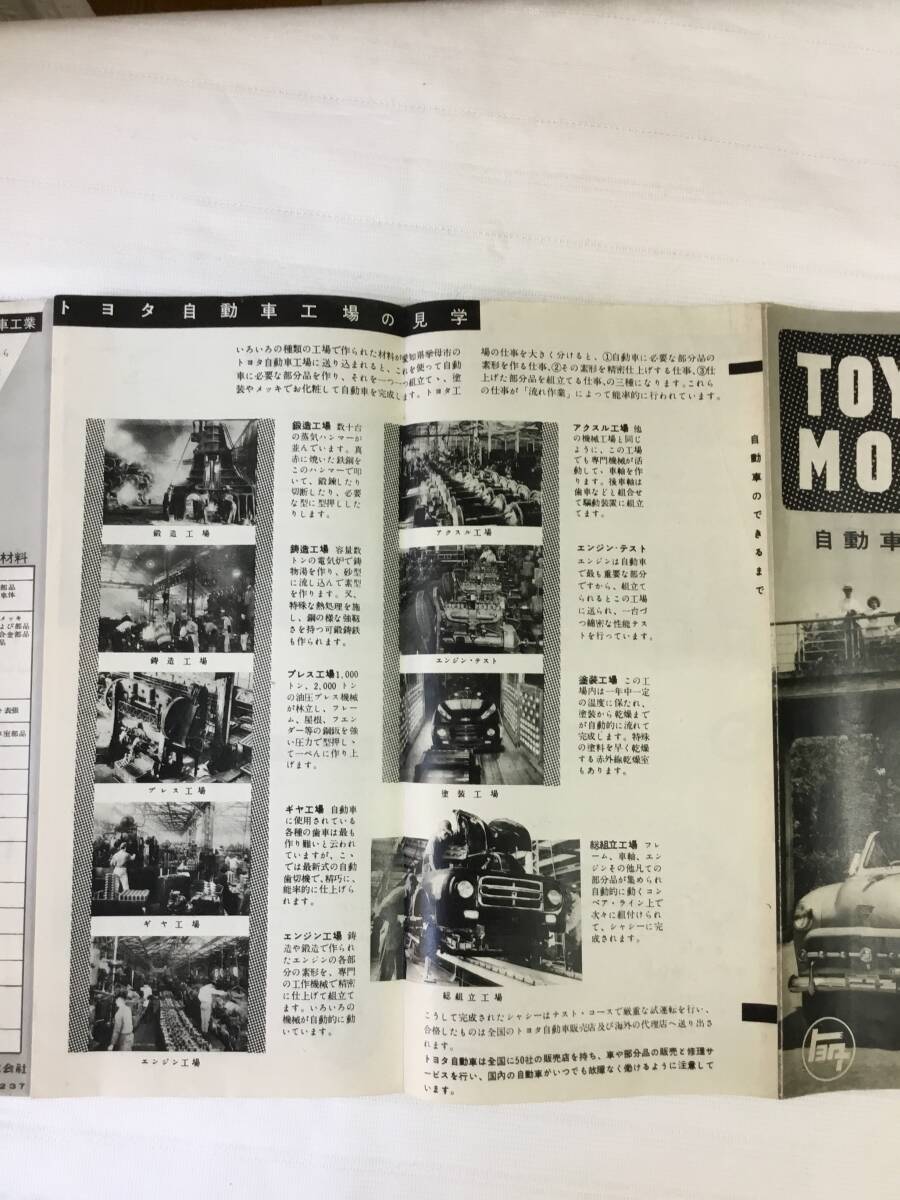 車工業
材料
部品
車体
メッキ
よび部品
合金部品
品
ト表張
車室部品
式会社
237
トヨタ自動車工場の見学
いろいろの種類の工場で作られた材料が愛知県挙母市の
トヨタ自動車工場に送り込まれると、これを使って自動
車に必要な部分品を作り、それを一つ一つ組立てゝ、塗
装やメッキでお化粧して自動車を完成します。トヨタ工
場の仕事を大きく分けると、①自動車に必要な部分品の
素形を作る仕事、②その素形を精密仕上げする仕事、③仕
上げた部分品を組立てる仕事、の三種になります。これら
の仕事が「流れ作業」によって能率的に行われています。
鍛造工場 数十台
の蒸気ハンマーが
並んでいます。真
赤に焼いた鉄鋼を
このハンマーで叩
いて、鍛錬したり
切断したり、必要
な型に型押ししたり
りします。
鍛造工場
鋳造工場 容量数
トンの電気炉で鋳
物湯を作り、砂型
に流し込んで素型
を作ります。又、
特殊な熱処理を施
し、鋼の様な強靱
さを持つ可鍛鋳鉄
も作られます。
鋳造工場
プレス工場 1,000
トン、2,000トン
の油圧プレス機械
が林立し、フレー
ム、屋根、フエン
ダー等の鋼鈑を強
い圧力で型押しゝ
て一ぺんに作り上
げます。
プレス工場
ギヤ工場 自動車
に使用されている
各種の歯車は最も
作り難いと云われ
ていますが、こゝ
では最新式の自動
歯切機で、精巧に、
能率的に仕上げら
れます。
ギヤ工場
エンジン工場 鋳
造や鍛造で作られ
たエンジンの各部
分の素形を、専門
の工作機械で精密
に仕上げて組立て
ます。いろいろの
機械が自動的に動
いています。
エンジン工場
アクスル工場 他
の機械工場と同じ
ように、この工場
でも専門機械が活
動して、車軸を作
ります。後車軸は
歯車などと組合せ
て駆動装置に組立
てます。
アクスル工場
エンジン・テスト
エンジンは自動車
で最も重要な部分
ですから、組立て
られるとこの工場
に送られ、一台づ
つ綿密な性能テス
トを行っています。
エンジン・テスト
塗装工場 この工
場内は一年中一定
の温度に保たれ、
塗装から乾燥まで
が自動的に流れて
完成します。特殊
の塗料を早く乾燥
する赤外線乾燥室
もあります。
塗装工場
総組立工場 フレ
ーム、車軸、エン
ジンその他凡ての
部分品が集められ
自動的に動くコン
ベア・ライン上で
次々に組付けられ
て、シャシーに完
成されます。
総組立工場
こうして完成されたシャシーはテスト・コースで厳重な試運転を行い、
合格したものは全国のトヨタ自動車販売店及び海外の代理店へ送り出さ
れます。
トヨタ自動車は全国に50社の販売店を持ち、車や部分品の販売と修理サ
ービスを行い、国内の自動車がいつでも故障なく働けるように注意して
います。
自動車のできるまで
TOY
MO
自動車
トヨタ